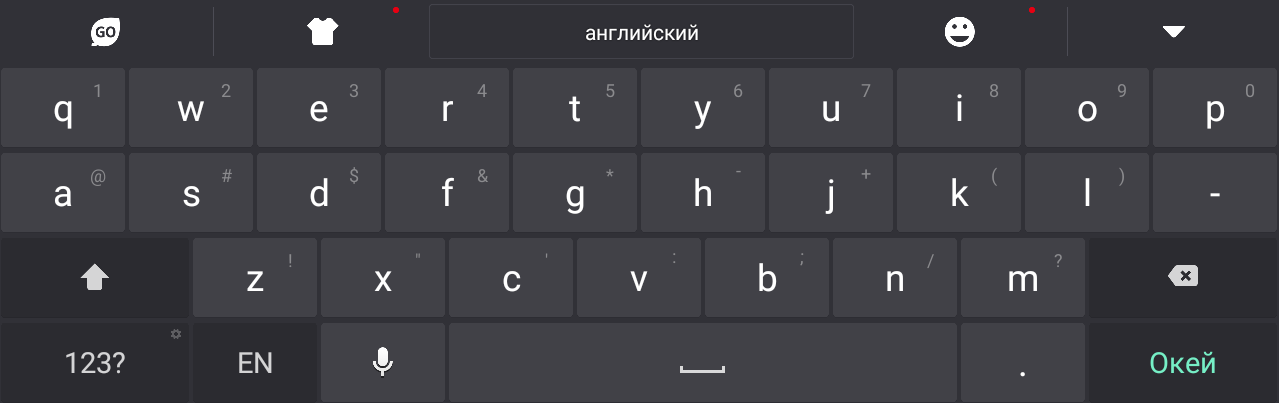 GO английский
q 1 w 2 e 3 r 4 t 5 y 6 u 7 i 8 o 9 p 0
a @ s # d $ f & g * h - j + k ( l ) -
z ! x " c ' v : b ; n / m ?
123? EN . Окей